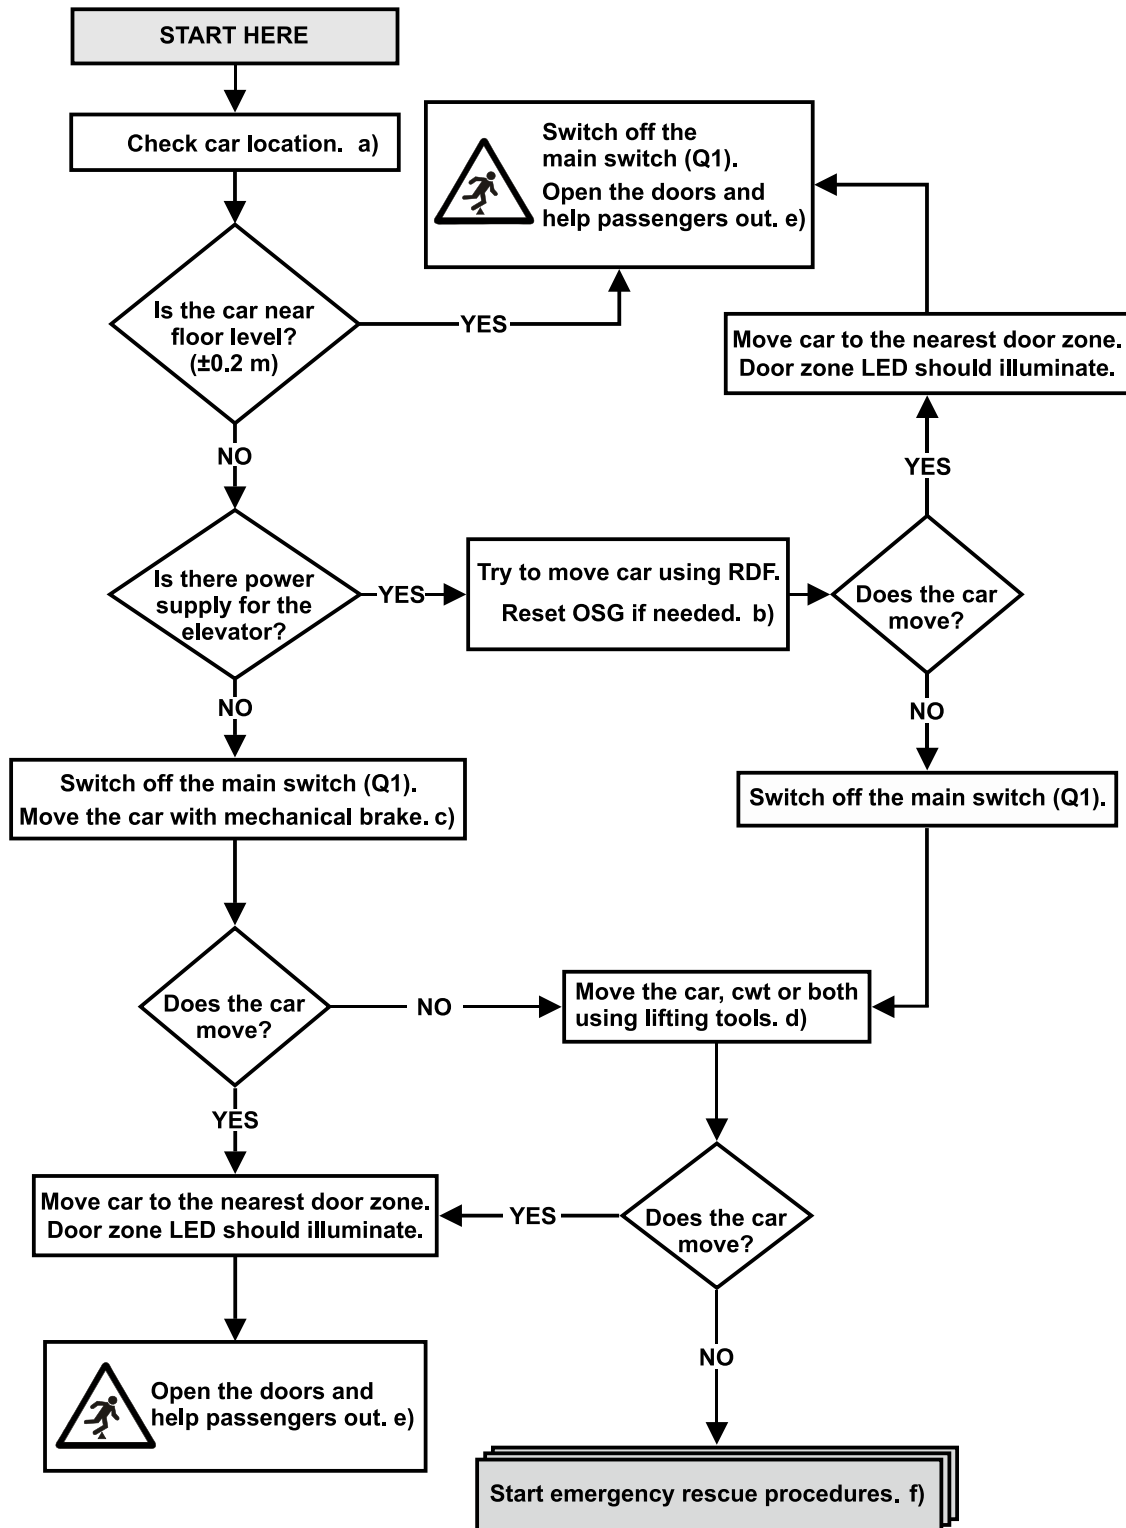 START HERE
Check car location. a)
Switch off the
main switch (Q1).
Open the doors and
help passengers out. e)
Is the car near
floor level?
(±0.2 m)
YES
Move car to the nearest door zone.
Door zone LED should illuminate.
NO
YES
Is there power
supply for the
elevator?
YES
Try to move car using RDF.
Reset OSG if needed. b)
Does the car
move?
NO
NO
Switch off the main switch (Q1).
Move the car with mechanical brake. c)
Switch off the main switch (Q1).
Does the car
move?
NO
Move the car, cwt or both
using lifting tools. d)
YES
Move car to the nearest door zone.
Door zone LED should illuminate.
YES
Does the car
move?
NO
Open the doors and
help passengers out. e)
Start emergency rescue procedures. f)